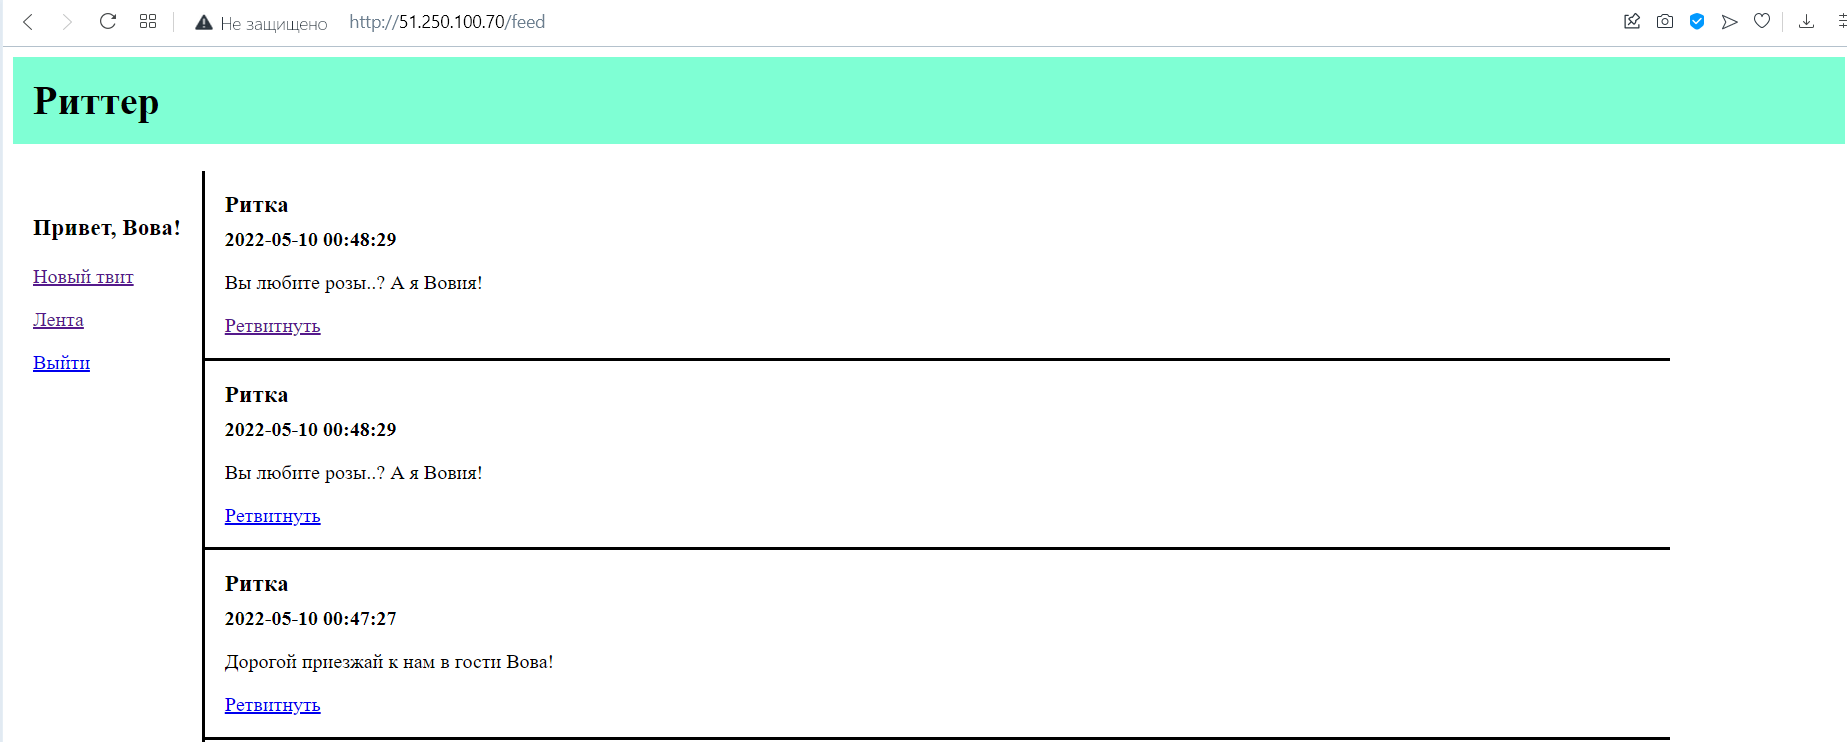 Не защищено http://51.250.100.70/feed
Риттер
Привет, Вова!
Новый твит
Лента
Выйти
Ритка
2022-05-10 00:48:29
Вы любите розы..? А я Вовия!
Ретвитнуть
Ритка
2022-05-10 00:48:29
Вы любите розы..? А я Вовия!
Ретвитнуть
Ритка
2022-05-10 00:47:27
Дорогой приезжай к нам в гости Вова!
Ретвитнуть